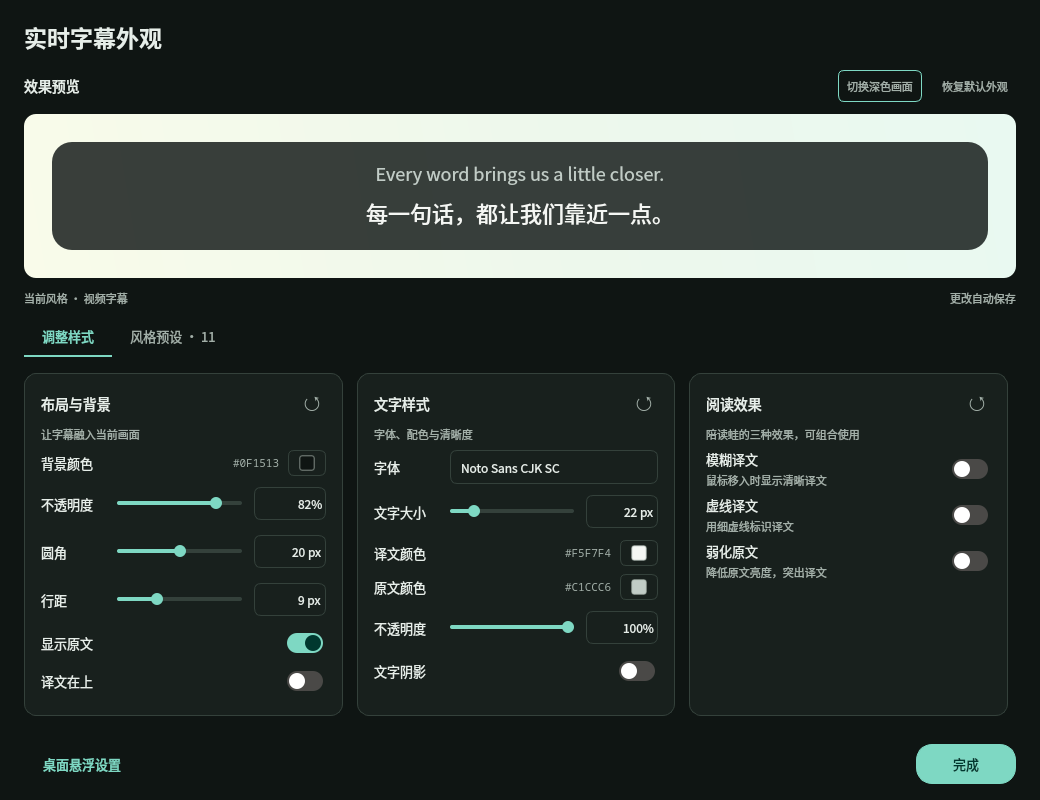 实时字幕外观
效果预览
切换深色画面
恢复默认外观
Every word brings us a little closer.
每一句话，都让我们靠近一点。
当前风格 · 视频字幕
更改自动保存
调整样式
风格预设 · 11
布局与背景
让字幕融入当前画面
背景颜色 #0F1513
不透明度 82%
圆角 20 px
行距 9 px
显示原文
译文在上
文字样式
字体、配色与清晰度
字体 Noto Sans CJK SC
文字大小 22 px
译文颜色 #F5F7F4
原文颜色 #C1CCC6
不透明度 100%
文字阴影
阅读效果
陪读蛙的三种效果，可组合使用
模糊译文
鼠标移入时显示清晰译文
虚线译文
用细虚线标识译文
弱化原文
降低原文亮度，突出译文
桌面悬浮设置
完成